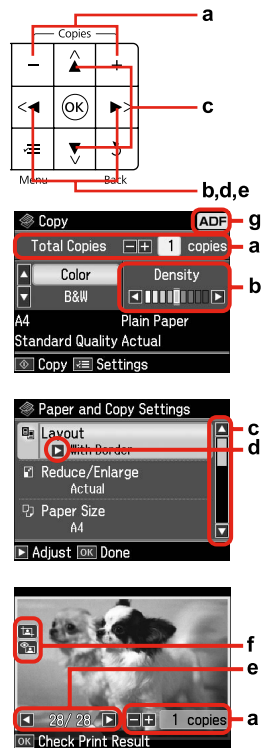 a
Copies
− +
c
OK
Menu Back
b,d,e
Copy ADF g
Total Copies − + 1 copies a
Color Density
B&W b
A4 Plain Paper
Standard Quality Actual
Copy Settings
Paper and Copy Settings
Layout c
With Border d
Reduce/Enlarge
Actual
Paper Size
A4
Adjust OK Done
f
e
28/ 28 − + 1 copies a
OK Check Print Result